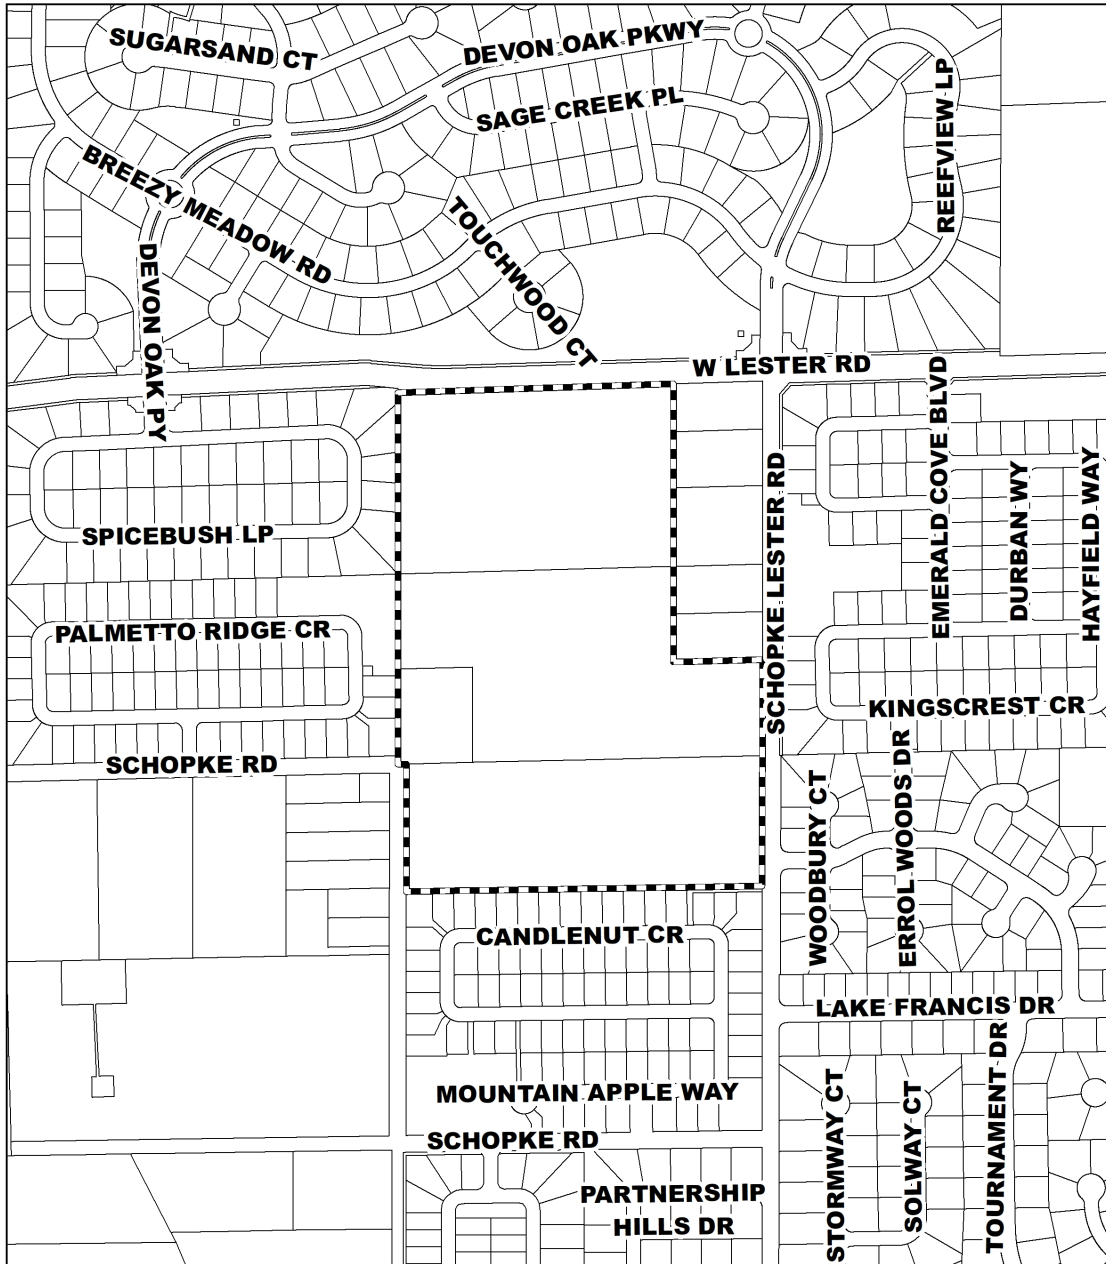 SUGARSAND CT
DEVON OAK PKWY
SAGE CREEK PL
REEFVIEW LP
BREEZY MEADOW RD
TOUCHWOOD CT
DEVON OAK PY
W LESTER RD
EMERALD COVE BLVD
SCHOPKE LESTER RD
DURBAN WY
HAYFIELD WAY
SPICEBUSH LP
PALMETTO RIDGE CR
KINGSCREST CR
SCHOPKE RD
WOODBURY CT
ERROL WOODS DR
CANDLENUT CR
LAKE FRANCIS DR
MOUNTAIN APPLE WAY
SCHOPKE RD
STORMWAY CT
SOLWAY CT
TOURNAMENT DR
PARTNERSHIP
HILLS DR